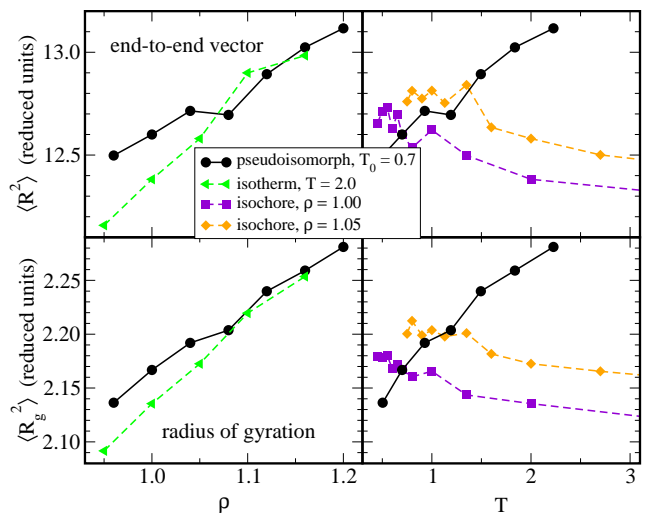 end-to-end vector
13.0
12.5
⟨R²⟩ (reduced units)
pseudoisomorph, T₀ = 0.7
isotherm, T = 2.0
isochore, ρ = 1.00
isochore, ρ = 1.05
2.25
2.20
2.15
2.10
⟨R_g²⟩ (reduced units)
radius of gyration
1.0 1.1 1.2
1 2 3
ρ T